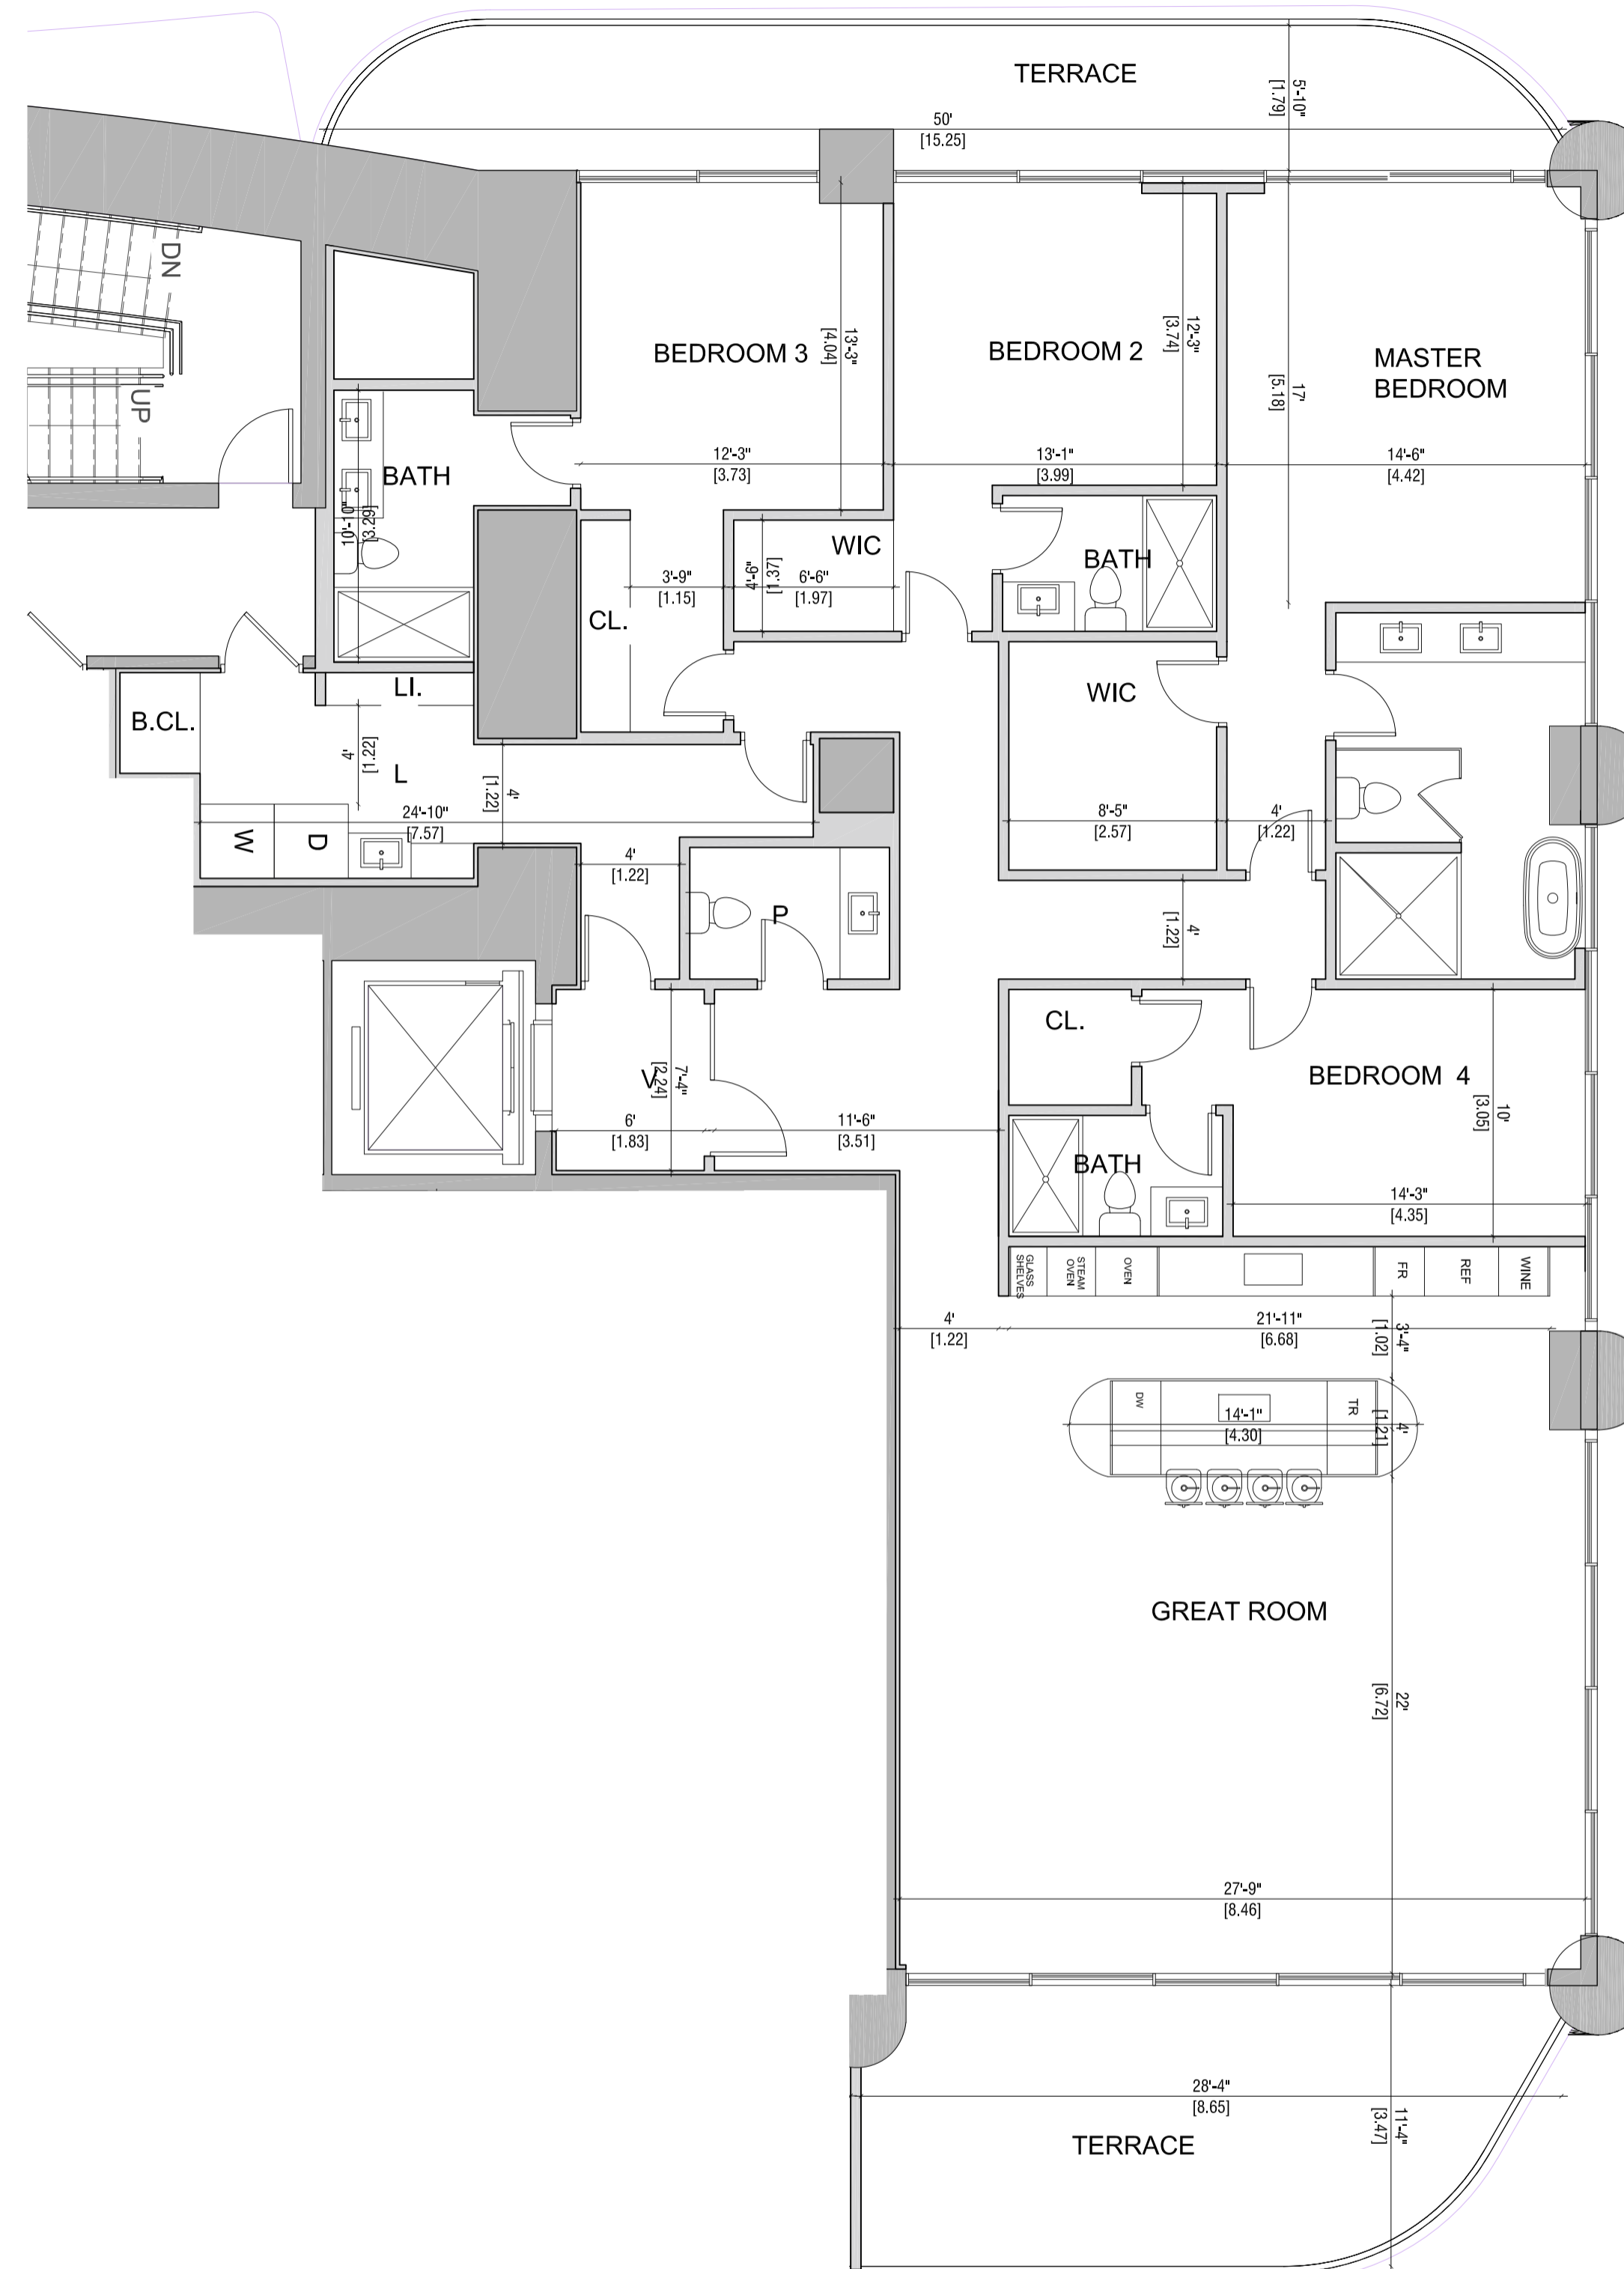 TERRACE
5'-10"
[1.79]
50'
[15.25]
DN
UP
BEDROOM 3
13'-3"
[4.04]
BEDROOM 2
12'-3"
[3.74]
MASTER
BEDROOM
17'
[5.18]
12'-3"
[3.73]
13'-1"
[3.99]
14'-6"
[4.42]
BATH
10'-10"
[3.29]
WIC
4'-6"
[1.37]
6'-6"
[1.97]
3'-9"
[1.15]
CL.
BATH
LI.
B.CL.
4'
[1.22]
L
4'
[1.22]
24'-10"
[7.57]
W
D
WIC
8'-5"
[2.57]
4'
[1.22]
4'
[1.22]
P
4'
[1.22]
CL.
V
7'-4"
[2.24]
6'
[1.83]
11'-6"
[3.51]
BEDROOM 4
10'
[3.05]
BATH
14'-3"
[4.35]
GLASS
SHELVES
STEAM
OVEN
OVEN
FR
REF
WINE
4'
[1.22]
21'-11"
[6.68]
3'-4"
[1.02]
DW
14'-1"
[4.30]
TR
4'
[1.21]
GREAT ROOM
22'
[6.72]
27'-9"
[8.46]
28'-4"
[8.65]
11'-4"
[3.47]
TERRACE